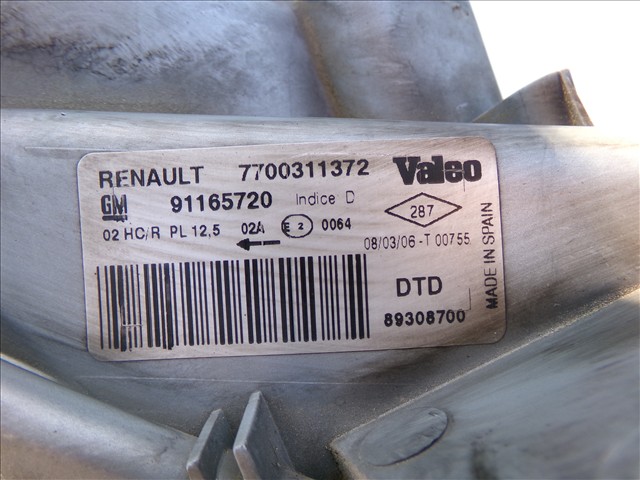 RENAULT 7700311372 Valeo
GM 91165720 Indice D 287
02 HC/R PL 12,5 02A E 2 0064
08/03/06 - T 00755
DTD
89308700
MADE IN SPAIN